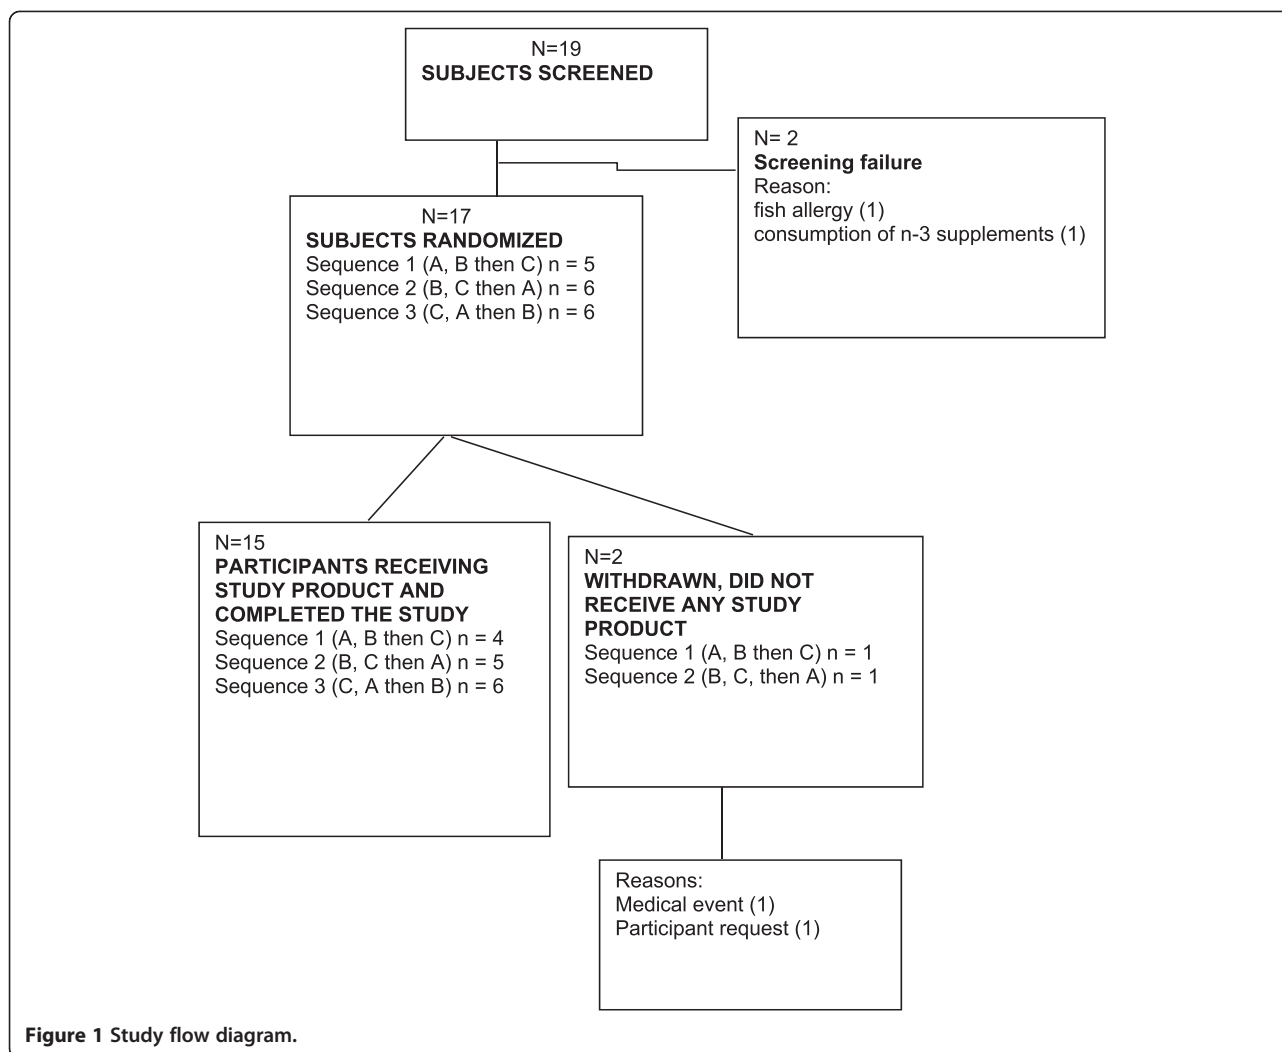 N=19
SUBJECTS SCREENED
N= 2
Screening failure
Reason:
fish allergy (1)
consumption of n-3 supplements (1)
N=17
SUBJECTS RANDOMIZED
Sequence 1 (A, B then C) n = 5
Sequence 2 (B, C then A) n = 6
Sequence 3 (C, A then B) n = 6
N=15
PARTICIPANTS RECEIVING
STUDY PRODUCT AND
COMPLETED THE STUDY
Sequence 1 (A, B then C) n = 4
Sequence 2 (B, C then A) n = 5
Sequence 3 (C, A then B) n = 6
N=2
WITHDRAWN, DID NOT
RECEIVE ANY STUDY
PRODUCT
Sequence 1 (A, B then C) n = 1
Sequence 2 (B, C, then A) n = 1
Reasons:
Medical event (1)
Participant request (1)
Figure 1 Study flow diagram.